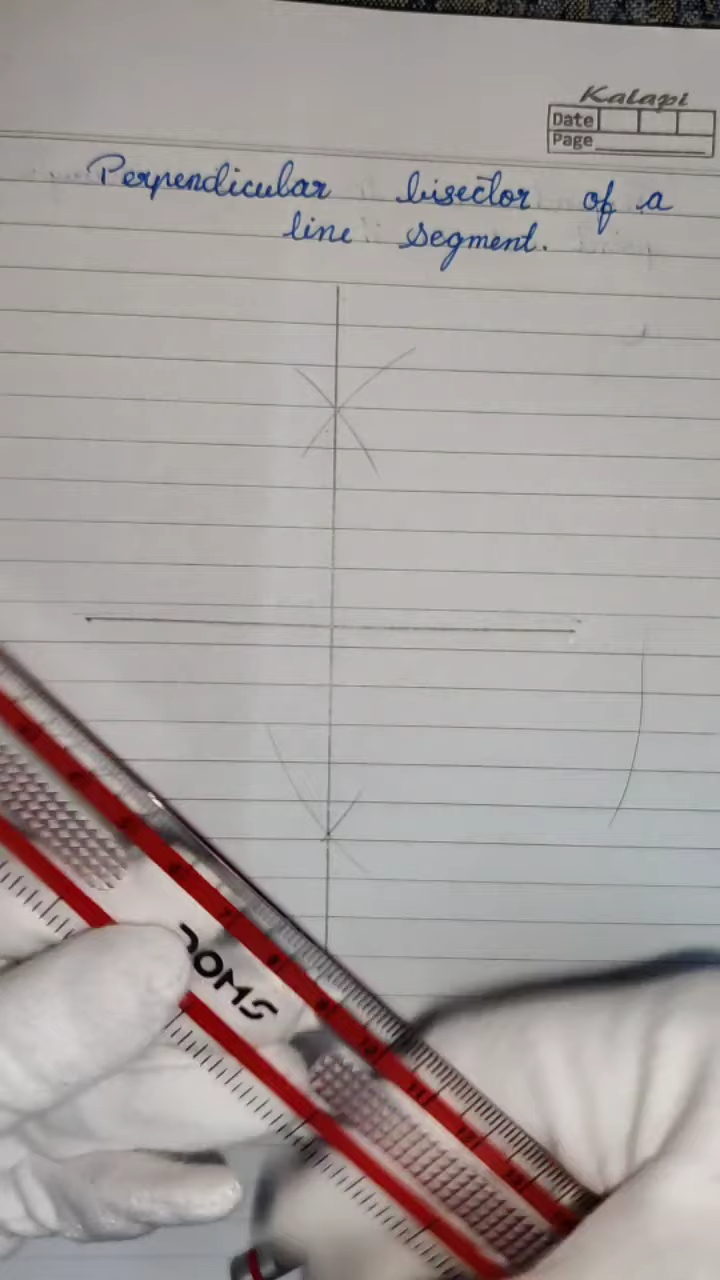 Kalapi
Date
Page
Perpendicular bisector of a
line segment.
DOMS